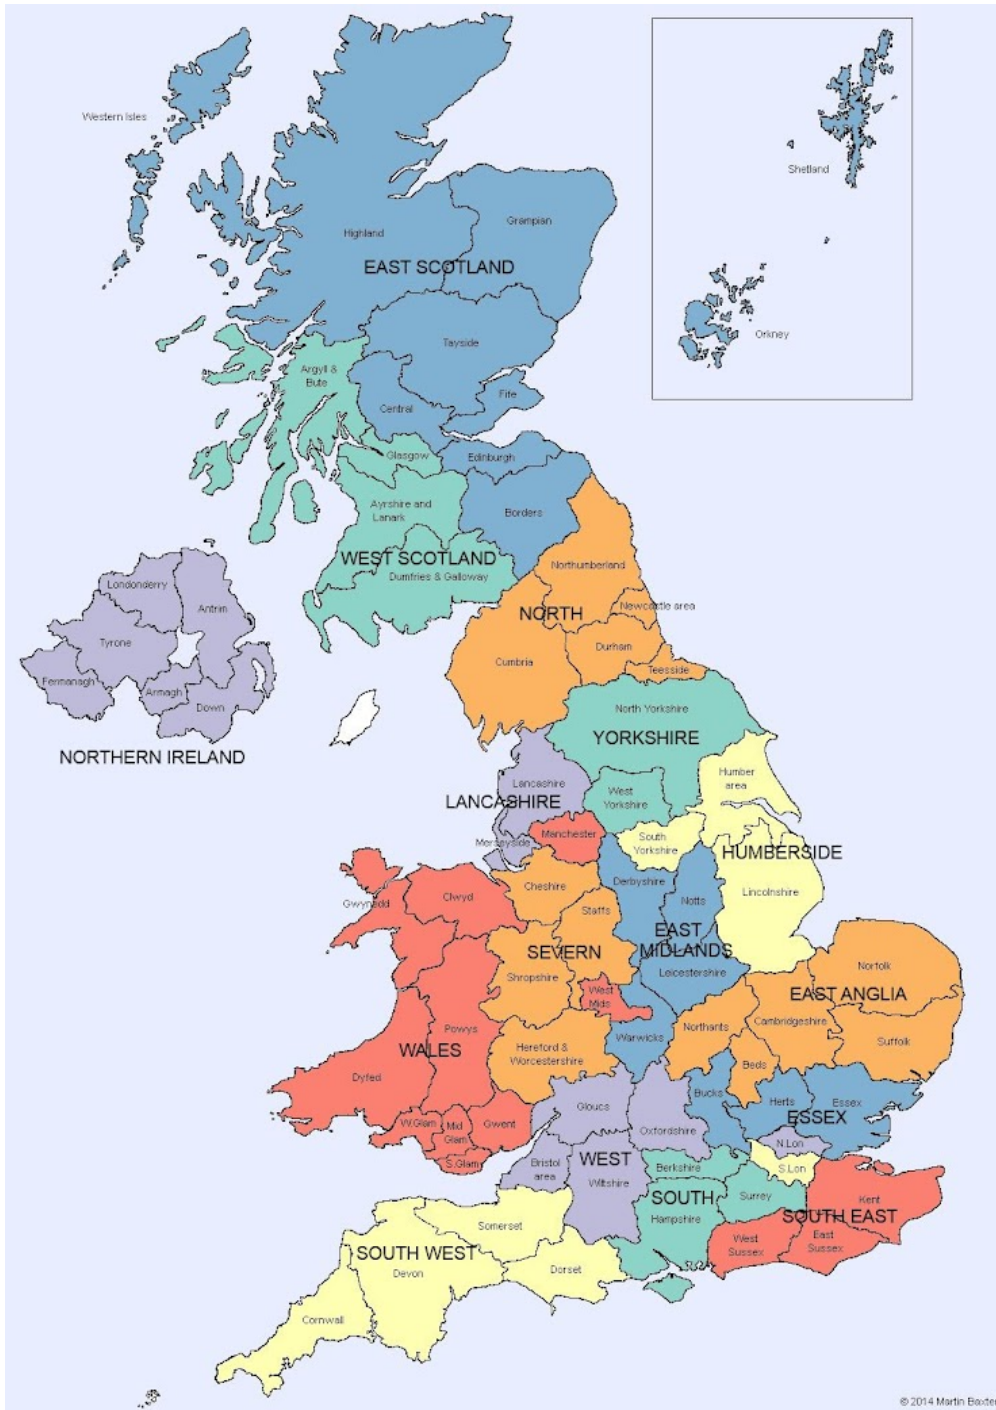 Western Isles
Shetland
Orkney
Highland
Grampian
EAST SCOTLAND
Tayside
Argyll &
Bute
Central
Fife
Glasgow
Edinburgh
Ayrshire and
Lanark
Borders
WEST SCOTLAND
Dumfries & Galloway
Northumberland
Londonderry
Antrim
Tyrone
Fermanagh
Armagh
Down
NORTHERN IRELAND
Newcastle area
NORTH
Durham
Cumbria
Teesside
North Yorkshire
YORKSHIRE
Humber
area
Lancashire
West
Yorkshire
LANCASHIRE
Manchester
Merseyside
South
Yorkshire
HUMBERSIDE
Cheshire
Derbyshire
Lincolnshire
Gwynedd
Clwyd
Staffs
Notts
EAST
MIDLANDS
SEVERN
Shropshire
Leicestershire
Norfolk
EAST ANGLIA
West
Mids
Northants
Cambridgeshire
Suffolk
Powys
WALES
Hereford &
Worcestershire
Warwicks
Beds
Dyfed
Bucks
Herts
Essex
ESSEX
W.Glam
Mid
Glam
Gwent
S.Glam
Gloucs
Oxfordshire
N.Lon
Bristol
area
WEST
Wiltshire
Berkshire
S.Lon
SOUTH
Surrey
Kent
Hampshire
SOUTH EAST
West
Sussex
East
Sussex
Somerset
SOUTH WEST
Devon
Dorset
Cornwall
© 2014 Martin Baxter